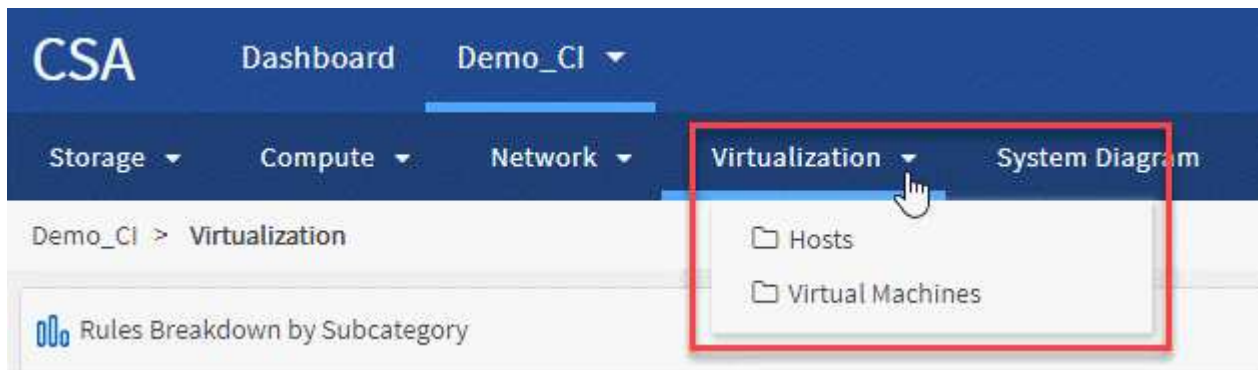 CSA Dashboard Demo_CI
Storage Compute Network Virtualization System Diagram
Demo_CI > Virtualization
Hosts
Virtual Machines
Rules Breakdown by Subcategory